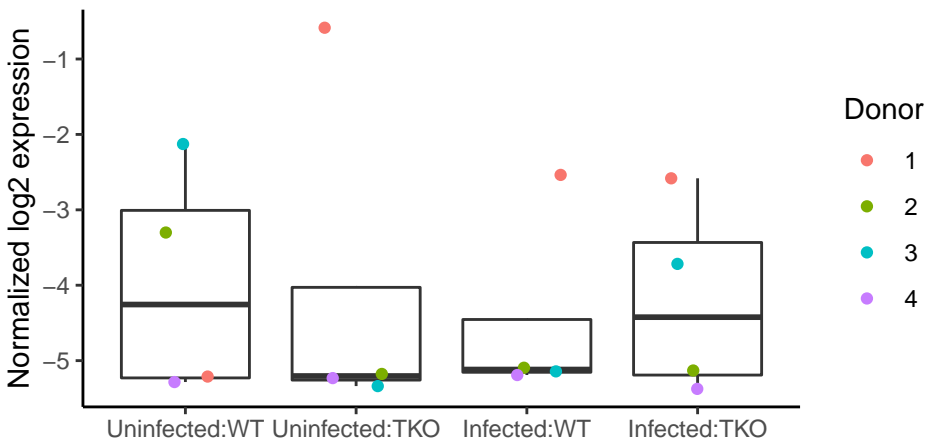 Normalized log2 expression
−1
−2
−3
−4
−5
Uninfected:WT
Uninfected:TKO
Infected:WT
Infected:TKO
Donor
1
2
3
4